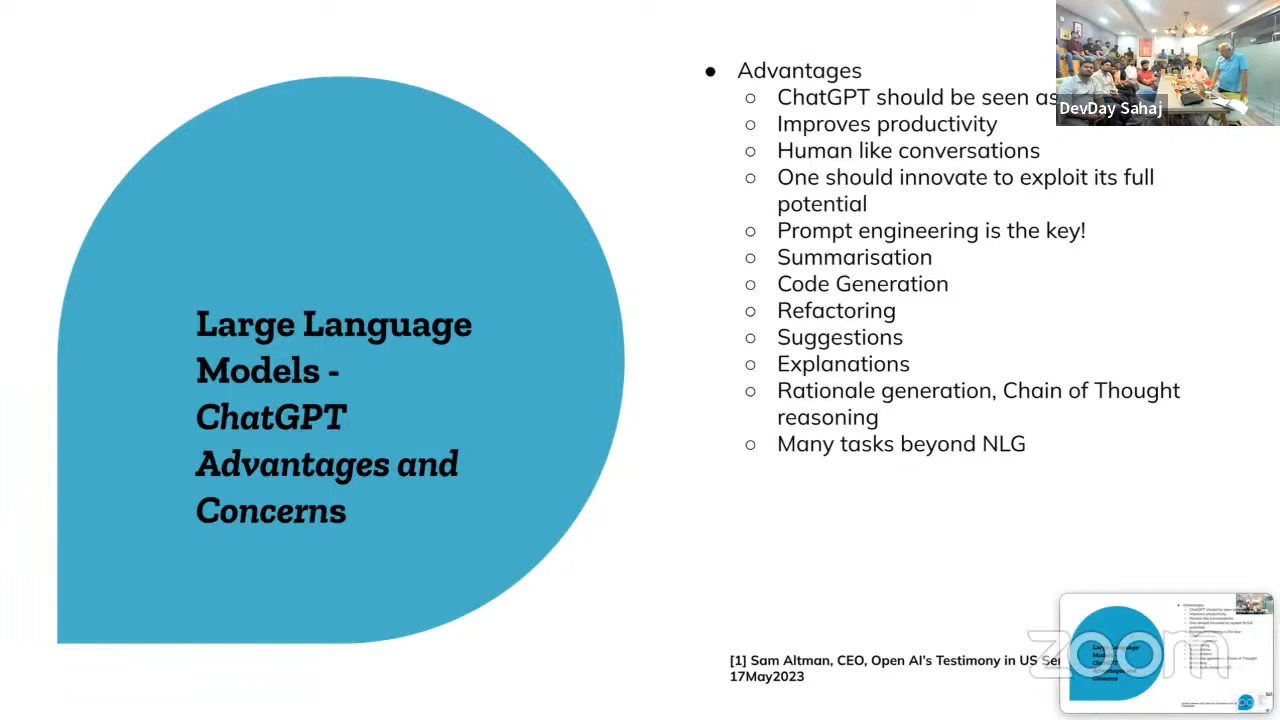 Large Language
Models -
ChatGPT
Advantages and
Concerns
● Advantages
○ ChatGPT should be seen as
○ Improves productivity
○ Human like conversations
○ One should innovate to exploit its full
potential
○ Prompt engineering is the key!
○ Summarisation
○ Code Generation
○ Refactoring
○ Suggestions
○ Explanations
○ Rationale generation, Chain of Thought
reasoning
○ Many tasks beyond NLG
[1] Sam Altman, CEO, Open AI's Testimony in US
17May2023
DevDay Sahaj
zoom